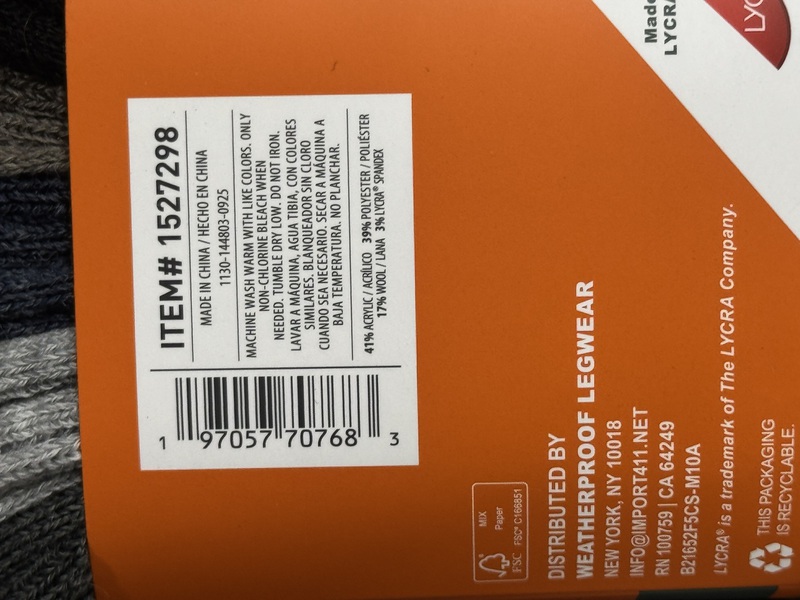 ITEM# 1527298
MADE IN CHINA / HECHO EN CHINA
1130-144803-0925
MACHINE WASH WARM WITH LIKE COLORS. ONLY
NON-CHLORINE BLEACH WHEN
NEEDED. TUMBLE DRY LOW. DO NOT IRON.
LAVAR A MÁQUINA, AGUA TIBIA, CON COLORES
SIMILARES. BLANQUEADOR SIN CLORO
CUANDO SEA NECESARIO. SECAR A MÁQUINA A
BAJA TEMPERATURA. NO PLANCHAR.
41% ACRYLIC / ACRÍLICO 39% POLYESTER / POLIÉSTER
17% WOOL / LANA 3% LYCRA® SPANDEX
1 97057 70768 3
Made
LYCRA
LYC
MIX
Paper
FSC
FSC® C166851
DISTRIBUTED BY
WEATHERPROOF LEGWEAR
NEW YORK, NY 10018
INFO@IMPORT411.NET
RN 100759 | CA 64249
B21652F5CS-M10A
LYCRA® is a trademark of The LYCRA Company.
THIS PACKAGING
IS RECYCLABLE.